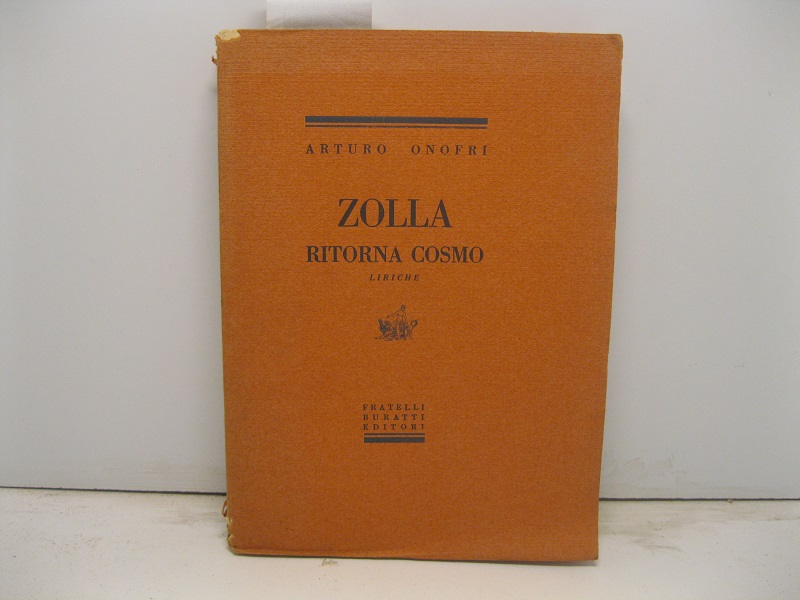 ARTURO ONOFRI
ZOLLA
RITORNA COSMO
LIRICHE
FRATELLI
BURATTI
EDITORI